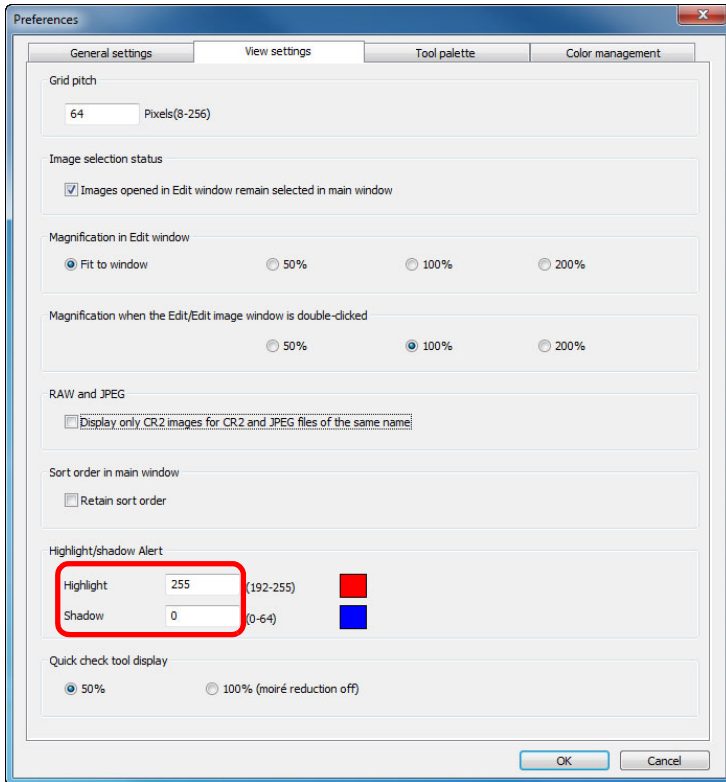 Preferences
General settings View settings Tool palette Color management
Grid pitch
64 Pixels(8-256)
Image selection status
Images opened in Edit window remain selected in main window
Magnification in Edit window
Fit to window 50% 100% 200%
Magnification when the Edit/Edit image window is double-clicked
50% 100% 200%
RAW and JPEG
Display only CR2 images for CR2 and JPEG files of the same name
Sort order in main window
Retain sort order
Highlight/shadow Alert
Highlight 255 (192-255)
Shadow 0 (0-64)
Quick check tool display
50% 100% (moiré reduction off)
OK Cancel